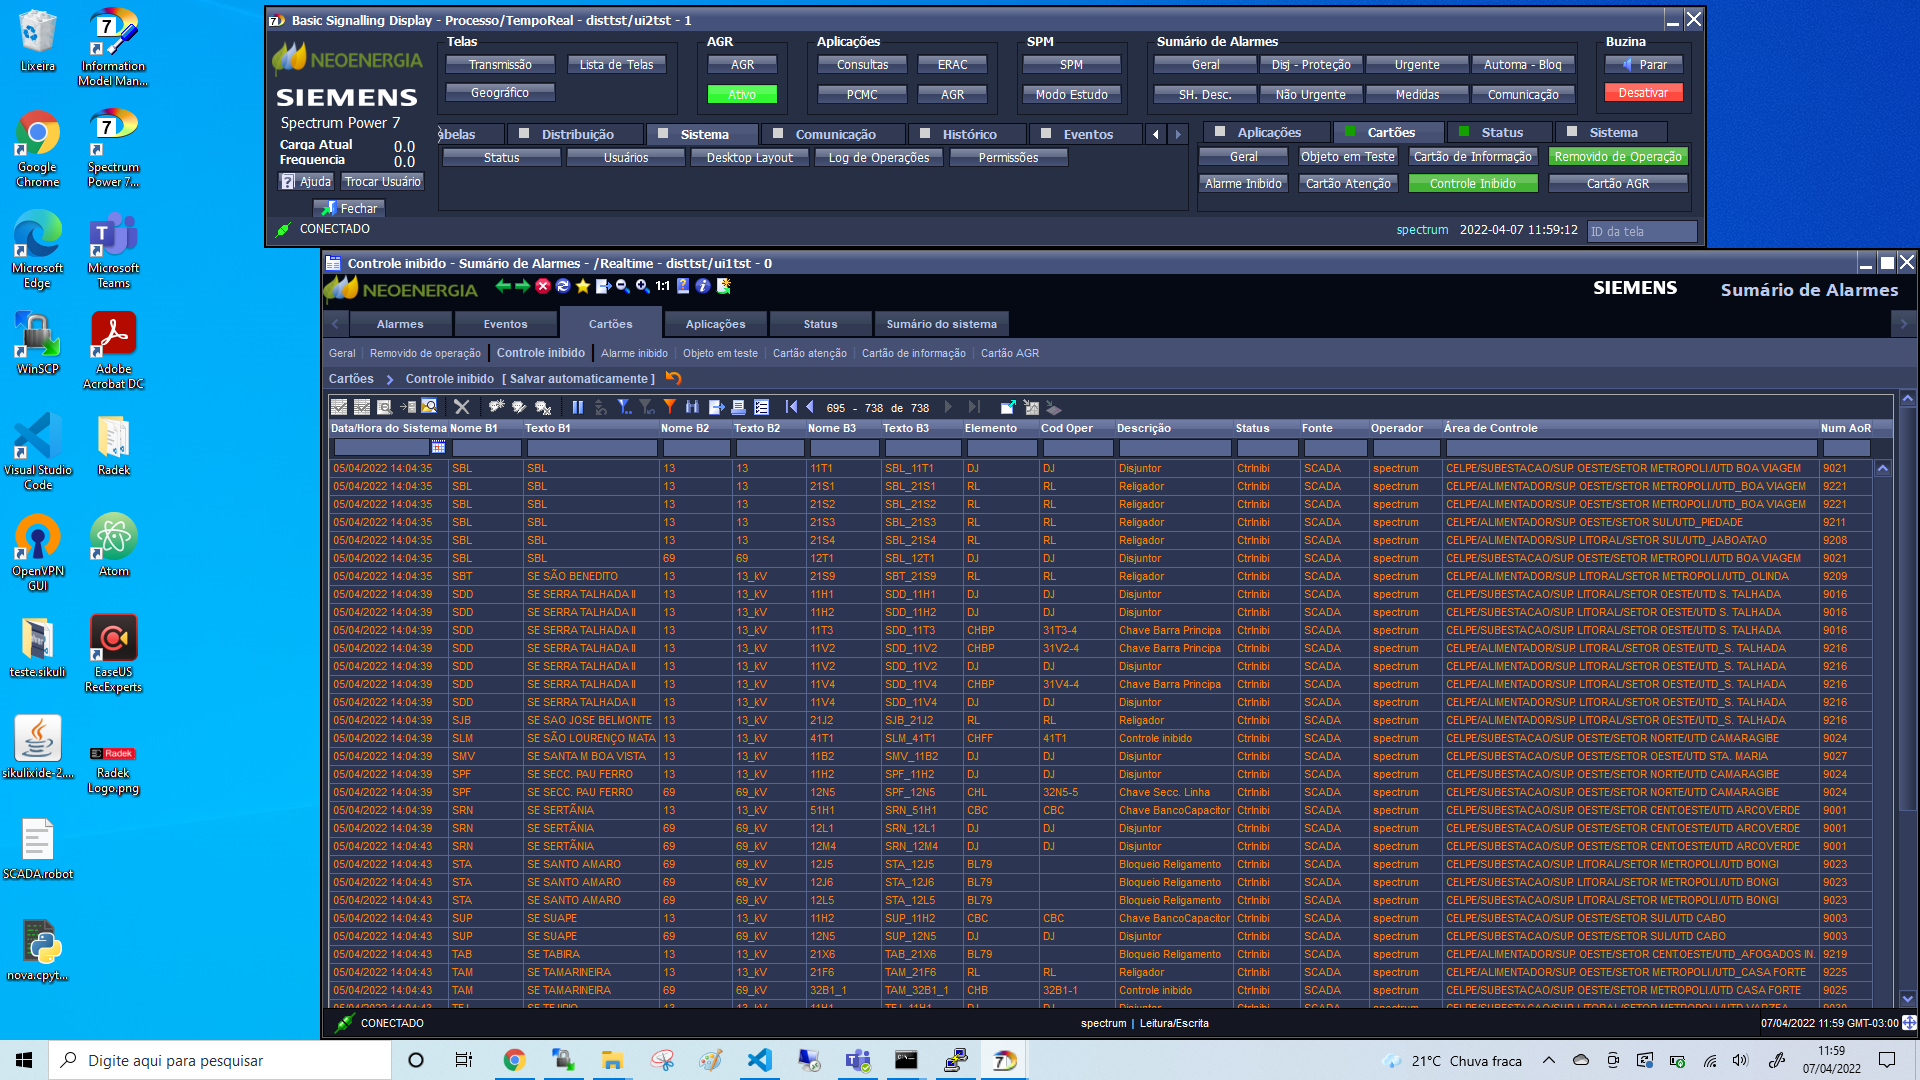 Lixeira
Information Model Man...
Google Chrome
Spectrum Power 7...
Microsoft Edge
Microsoft Teams
WinSCP
Adobe Acrobat DC
Visual Studio Code
Radek
OpenVPN GUI
Atom
teste.sikuli
EaseUS RecExperts
sikulixide-2....
Radek Logo.png
SCADA.robot
nova.cpyt...
Basic Signalling Display - Processo/TempoReal - disttst/ui2tst - 1
NEOENERGIA
SIEMENS
Spectrum Power 7
Carga Atual 0.0
Frequencia 0.0
Ajuda Trocar Usuário
Fechar
CONECTADO
Telas
Transmissão Lista de Telas
Geográfico
AGR
AGR
Ativo
Aplicações
Consultas ERAC
PCMC AGR
SPM
SPM
Modo Estudo
Sumário de Alarmes
Geral Disj - Proteção Urgente Automa - Bloq
SH. Desc. Não Urgente Medidas Comunicação
Buzina
Parar
Desativar
abelas Distribuição Sistema Comunicação Histórico Eventos
Status Usuários Desktop Layout Log de Operações Permissões
Aplicações Cartões Status Sistema
Geral Objeto em Teste Cartão de Informação Removido de Operação
Alarme Inibido Cartão Atenção Controle Inibido Cartão AGR
spectrum 2022-04-07 11:59:12 ID da tela
Controle inibido - Sumário de Alarmes - /Realtime - disttst/ui1tst - 0
NEOENERGIA 1:1 SIEMENS Sumário de Alarmes
Alarmes Eventos Cartões Aplicações Status Sumário do sistema
Geral Removido de operação Controle inibido Alarme inibido Objeto em teste Cartão atenção Cartão de informação Cartão AGR
Cartões Controle inibido [ Salvar automaticamente ]
695 - 738 de 738
Data/Hora do Sistema Nome B1 Texto B1 Nome B2 Texto B2 Nome B3 Texto B3 Elemento Cod Oper Descrição Status Fonte Operador Área de Controle Num AoR
05/04/2022 14:04:35 SBL SBL 13 13 11T1 SBL_11T1 DJ DJ Disjuntor CtrInibi SCADA spectrum CELPE/SUBESTACAO/SUP. OESTE/SETOR METROPOLI./UTD BOA VIAGEM 9021
05/04/2022 14:04:35 SBL SBL 13 13 21S1 SBL_21S1 RL RL Religador CtrInibi SCADA spectrum CELPE/ALIMENTADOR/SUP. OESTE/SETOR METROPOLI./UTD_BOA VIAGEM 9221
05/04/2022 14:04:35 SBL SBL 13 13 21S2 SBL_21S2 RL RL Religador CtrInibi SCADA spectrum CELPE/ALIMENTADOR/SUP. OESTE/SETOR METROPOLI./UTD_BOA VIAGEM 9221
05/04/2022 14:04:35 SBL SBL 13 13 21S3 SBL_21S3 RL RL Religador CtrInibi SCADA spectrum CELPE/ALIMENTADOR/SUP. OESTE/SETOR SUL/UTD_PIEDADE 9211
05/04/2022 14:04:35 SBL SBL 13 13 21S4 SBL_21S4 RL RL Religador CtrInibi SCADA spectrum CELPE/ALIMENTADOR/SUP. LITORAL/SETOR SUL/UTD_JABOATAO 9208
05/04/2022 14:04:35 SBL SBL 69 69 12T1 SBL_12T1 DJ DJ Disjuntor CtrInibi SCADA spectrum CELPE/SUBESTACAO/SUP. OESTE/SETOR METROPOLI./UTD BOA VIAGEM 9021
05/04/2022 14:04:35 SBT SE SÃO BENEDITO 13 13_kV 21S9 SBT_21S9 RL RL Religador CtrInibi SCADA spectrum CELPE/ALIMENTADOR/SUP. LITORAL/SETOR METROPOLI./UTD_OLINDA 9209
05/04/2022 14:04:39 SDD SE SERRA TALHADA II 13 13_kV 11H1 SDD_11H1 DJ DJ Disjuntor CtrInibi SCADA spectrum CELPE/SUBESTACAO/SUP. LITORAL/SETOR OESTE/UTD S. TALHADA 9016
05/04/2022 14:04:39 SDD SE SERRA TALHADA II 13 13_kV 11H2 SDD_11H2 DJ DJ Disjuntor CtrInibi SCADA spectrum CELPE/SUBESTACAO/SUP. LITORAL/SETOR OESTE/UTD S. TALHADA 9016
05/04/2022 14:04:39 SDD SE SERRA TALHADA II 13 13_kV 11T3 SDD_11T3 CHBP 31T3-4 Chave Barra Principa CtrInibi SCADA spectrum CELPE/SUBESTACAO/SUP. LITORAL/SETOR OESTE/UTD S. TALHADA 9016
05/04/2022 14:04:39 SDD SE SERRA TALHADA II 13 13_kV 11V2 SDD_11V2 CHBP 31V2-4 Chave Barra Principa CtrInibi SCADA spectrum CELPE/ALIMENTADOR/SUP. LITORAL/SETOR OESTE/UTD_S. TALHADA 9216
05/04/2022 14:04:39 SDD SE SERRA TALHADA II 13 13_kV 11V2 SDD_11V2 DJ DJ Disjuntor CtrInibi SCADA spectrum CELPE/ALIMENTADOR/SUP. LITORAL/SETOR OESTE/UTD_S. TALHADA 9216
05/04/2022 14:04:39 SDD SE SERRA TALHADA II 13 13_kV 11V4 SDD_11V4 CHBP 31V4-4 Chave Barra Principa CtrInibi SCADA spectrum CELPE/ALIMENTADOR/SUP. LITORAL/SETOR OESTE/UTD_S. TALHADA 9216
05/04/2022 14:04:39 SDD SE SERRA TALHADA II 13 13_kV 11V4 SDD_11V4 DJ DJ Disjuntor CtrInibi SCADA spectrum CELPE/ALIMENTADOR/SUP. LITORAL/SETOR OESTE/UTD_S. TALHADA 9216
05/04/2022 14:04:39 SJB SE SAO JOSE BELMONTE 13 13_kV 21J2 SJB_21J2 RL RL Religador CtrInibi SCADA spectrum CELPE/ALIMENTADOR/SUP. LITORAL/SETOR OESTE/UTD_S. TALHADA 9216
05/04/2022 14:04:39 SLM SE SÃO LOURENÇO MATA 13 13_kV 41T1 SLM_41T1 CHFF 41T1 Controle inibido CtrInibi SCADA spectrum CELPE/SUBESTACAO/SUP. OESTE/SETOR NORTE/UTD CAMARAGIBE 9024
05/04/2022 14:04:39 SMV SE SANTA M BOA VISTA 13 13_kV 11B2 SMV_11B2 DJ DJ Disjuntor CtrInibi SCADA spectrum CELPE/SUBESTACAO/SUP. OESTE/SETOR OESTE/UTD STA. MARIA 9027
05/04/2022 14:04:39 SPF SE SECC. PAU FERRO 13 13_kV 11H2 SPF_11H2 DJ DJ Disjuntor CtrInibi SCADA spectrum CELPE/SUBESTACAO/SUP. OESTE/SETOR NORTE/UTD CAMARAGIBE 9024
05/04/2022 14:04:39 SPF SE SECC. PAU FERRO 69 69_kV 12N5 SPF_12N5 CHL 32N5-5 Chave Secc. Linha CtrInibi SCADA spectrum CELPE/SUBESTACAO/SUP. OESTE/SETOR NORTE/UTD CAMARAGIBE 9024
05/04/2022 14:04:39 SRN SE SERTÂNIA 13 13_kV 51H1 SRN_51H1 CBC CBC Chave BancoCapacitor CtrInibi SCADA spectrum CELPE/SUBESTACAO/SUP. OESTE/SETOR CENT.OESTE/UTD ARCOVERDE 9001
05/04/2022 14:04:39 SRN SE SERTÂNIA 69 69_kV 12L1 SRN_12L1 DJ DJ Disjuntor CtrInibi SCADA spectrum CELPE/SUBESTACAO/SUP. OESTE/SETOR CENT.OESTE/UTD ARCOVERDE 9001
05/04/2022 14:04:39 SRN SE SERTÂNIA 69 69_kV 12M4 SRN_12M4 DJ DJ Disjuntor CtrInibi SCADA spectrum CELPE/SUBESTACAO/SUP. OESTE/SETOR CENT.OESTE/UTD ARCOVERDE 9001
05/04/2022 14:04:43 STA SE SANTO AMARO 69 69_kV 12J5 STA_12J5 BL79 Bloqueio Religamento CtrInibi SCADA spectrum CELPE/SUBESTACAO/SUP. LITORAL/SETOR METROPOLI./UTD BONGI 9023
05/04/2022 14:04:43 STA SE SANTO AMARO 69 69_kV 12J6 STA_12J6 BL79 Bloqueio Religamento CtrInibi SCADA spectrum CELPE/SUBESTACAO/SUP. LITORAL/SETOR METROPOLI./UTD BONGI 9023
05/04/2022 14:04:43 STA SE SANTO AMARO 69 69_kV 12L5 STA_12L5 BL79 Bloqueio Religamento CtrInibi SCADA spectrum CELPE/SUBESTACAO/SUP. LITORAL/SETOR METROPOLI./UTD BONGI 9023
05/04/2022 14:04:43 SUP SE SUAPE 13 13_kV 11H2 SUP_11H2 CBC CBC Chave BancoCapacitor CtrInibi SCADA spectrum CELPE/SUBESTACAO/SUP. OESTE/SETOR SUL/UTD CABO 9003
05/04/2022 14:04:43 SUP SE SUAPE 69 69_kV 12N5 SUP_12N5 DJ DJ Disjuntor CtrInibi SCADA spectrum CELPE/SUBESTACAO/SUP. OESTE/SETOR SUL/UTD CABO 9003
05/04/2022 14:04:43 TAB SE TABIRA 13 13_kV 21X6 TAB_21X6 BL79 Bloqueio Religamento CtrInibi SCADA spectrum CELPE/ALIMENTADOR/SUP. OESTE/SETOR CENT.OESTE/UTD_AFOGADOS IN. 9219
05/04/2022 14:04:43 TAM SE TAMARINEIRA 13 13_kV 21F6 TAM_21F6 RL RL Religador CtrInibi SCADA spectrum CELPE/ALIMENTADOR/SUP. OESTE/SETOR METROPOLI./UTD_CASA FORTE 9225
05/04/2022 14:04:43 TAM SE TAMARINEIRA 69 69_kV 32B1_1 TAM_32B1_1 CHB 32B1-1 Controle inibido CtrInibi SCADA spectrum CELPE/SUBESTACAO/SUP. OESTE/SETOR METROPOLI./UTD CASA FORTE 9025
CONECTADO spectrum | Leitura/Escrita 07/04/2022 11:59 GMT-03:00
Digite aqui para pesquisar
21°C Chuva fraca
11:59
07/04/2022